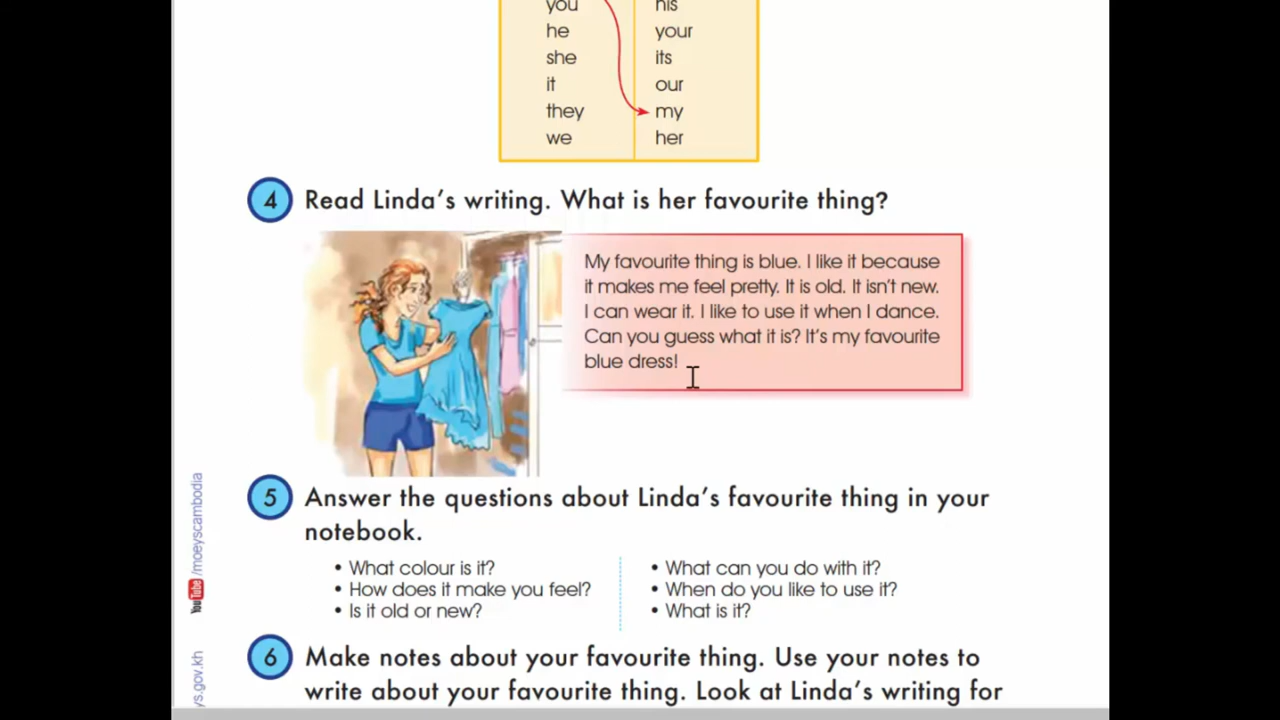 you his
he your
she its
it our
they my
we her
4 Read Linda's writing. What is her favourite thing?
My favourite thing is blue. I like it because
it makes me feel pretty. It is old. It isn't new.
I can wear it. I like to use it when I dance.
Can you guess what it is? It's my favourite
blue dress!
5 Answer the questions about Linda's favourite thing in your
notebook.
• What colour is it?
• How does it make you feel?
• Is it old or new?
• What can you do with it?
• When do you like to use it?
• What is it?
6 Make notes about your favourite thing. Use your notes to
write about your favourite thing. Look at Linda's writing for
YouTube /moeyscambodia
ys.gov.kh